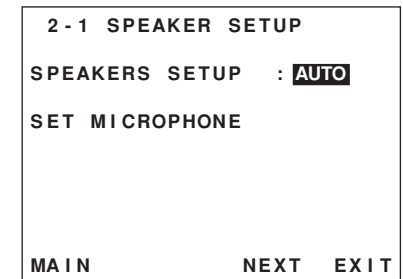 2-1 SPEAKER SETUP
SPEAKERS SETUP : AUTO
SET MICROPHONE
MAIN NEXT EXIT